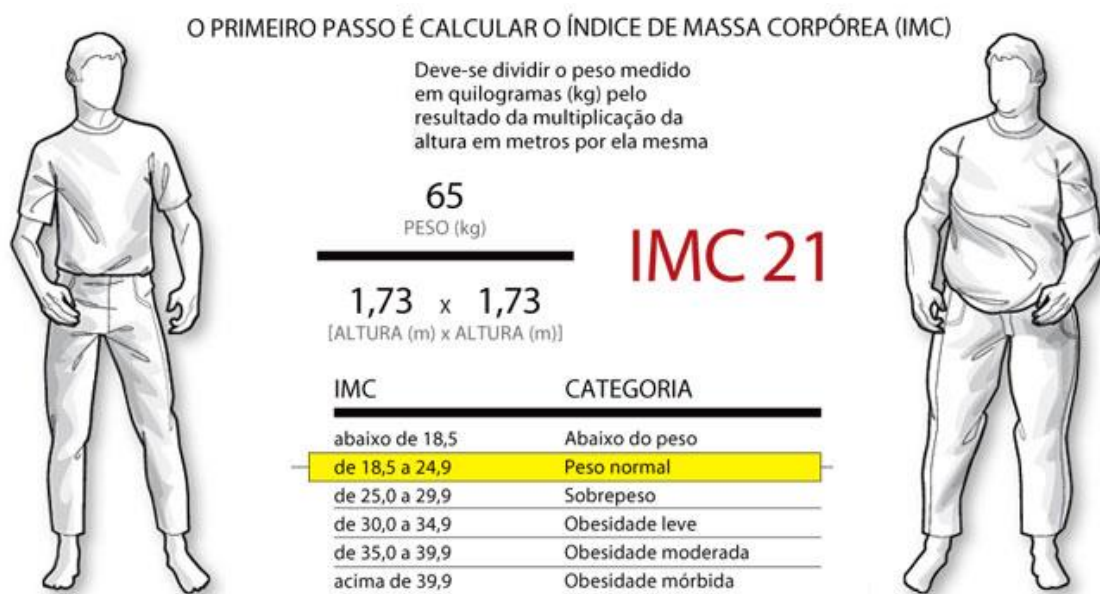 O PRIMEIRO PASSO É CALCULAR O ÍNDICE DE MASSA CORPÓREA (IMC)
Deve-se dividir o peso medido
em quilogramas (kg) pelo
resultado da multiplicação da
altura em metros por ela mesma
65
PESO (kg)
IMC 21
1,73 x 1,73
[ALTURA (m) x ALTURA (m)]
IMC CATEGORIA
abaixo de 18,5 Abaixo do peso
de 18,5 a 24,9 Peso normal
de 25,0 a 29,9 Sobrepeso
de 30,0 a 34,9 Obesidade leve
de 35,0 a 39,9 Obesidade moderada
acima de 39,9 Obesidade mórbida